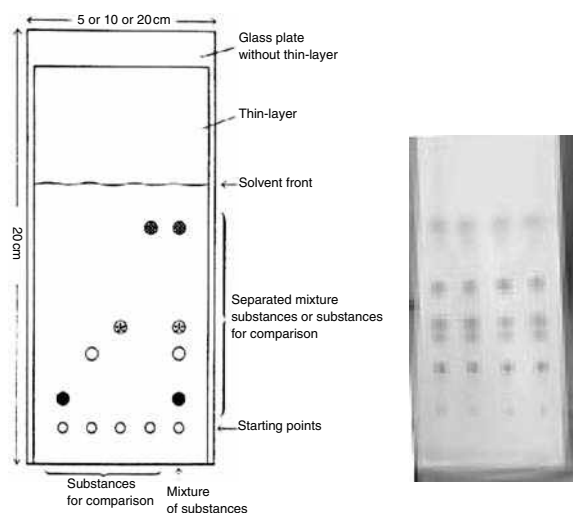 5 or 10 or 20 cm
Glass plate
without thin-layer
Thin-layer
Solvent front
20 cm
Separated mixture
substances or substances
for comparison
Starting points
Substances
for comparison
Mixture
of substances